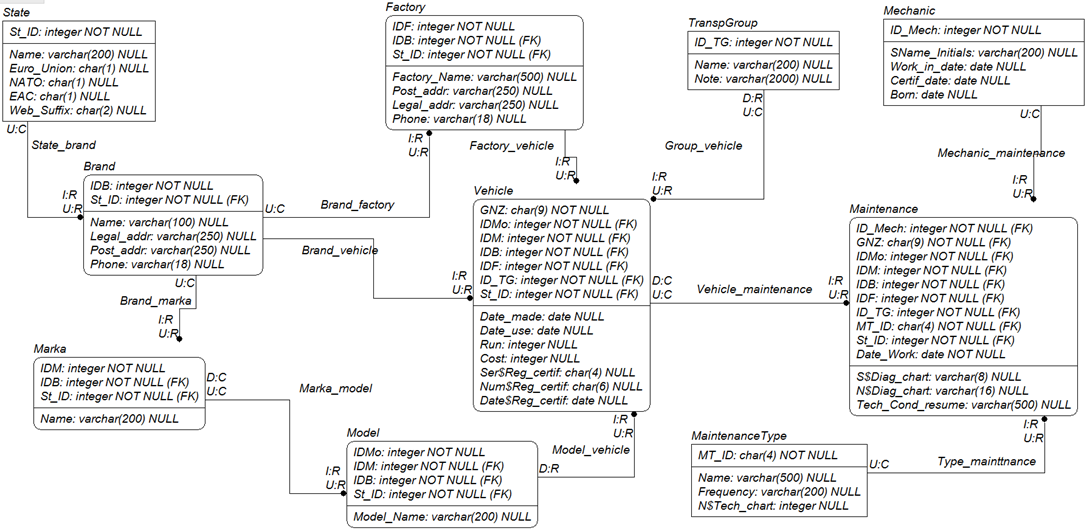 State
St_ID: integer NOT NULL
Name: varchar(200) NULL
Euro_Union: char(1) NULL
NATO: char(1) NULL
EAC: char(1) NULL
Web_Suffix: char(2) NULL
U:C
State_brand
I:R
U:R
Brand
IDB: integer NOT NULL
St_ID: integer NOT NULL (FK)
Name: varchar(100) NULL
Legal_addr: varchar(250) NULL
Post_addr: varchar(250) NULL
Phone: varchar(18) NULL
U:C
Brand_factory
Brand_vehicle
I:R
U:R
U:C
Brand_marka
I:R
U:R
Marka
IDM: integer NOT NULL
IDB: integer NOT NULL (FK)
St_ID: integer NOT NULL (FK)
Name: varchar(200) NULL
D:C
U:C
Marka_model
I:R
U:R
Factory
IDF: integer NOT NULL
IDB: integer NOT NULL (FK)
St_ID: integer NOT NULL (FK)
Factory_Name: varchar(500) NULL
Post_addr: varchar(250) NULL
Legal_addr: varchar(250) NULL
Phone: varchar(18) NULL
I:R
U:R
Factory_vehicle
I:R
U:R
Vehicle
GNZ: char(9) NOT NULL
IDMo: integer NOT NULL (FK)
IDM: integer NOT NULL (FK)
IDB: integer NOT NULL (FK)
IDF: integer NOT NULL (FK)
ID_TG: integer NOT NULL (FK)
St_ID: integer NOT NULL (FK)
Date_made: date NULL
Date_use: date NULL
Run: integer NULL
Cost: integer NULL
Ser$Reg_certif: char(4) NULL
Num$Reg_certif: char(6) NULL
Date$Reg_certif: date NULL
D:C
U:C
Vehicle_maintenance
I:R
U:R
I:R
U:R
Model_vehicle
Model
IDMo: integer NOT NULL
IDM: integer NOT NULL (FK)
IDB: integer NOT NULL (FK)
St_ID: integer NOT NULL (FK)
Model_Name: varchar(200) NULL
D:R
TranspGroup
ID_TG: integer NOT NULL
Name: varchar(200) NULL
Note: varchar(2000) NULL
D:R
U:C
Group_vehicle
I:R
U:R
Mechanic
ID_Mech: integer NOT NULL
SName_Initials: varchar(200) NULL
Work_in_date: date NULL
Certif_date: date NULL
Born: date NULL
U:C
Mechanic_maintenance
I:R
U:R
Maintenance
ID_Mech: integer NOT NULL (FK)
GNZ: char(9) NOT NULL (FK)
IDMo: integer NOT NULL (FK)
IDM: integer NOT NULL (FK)
IDB: integer NOT NULL (FK)
IDF: integer NOT NULL (FK)
ID_TG: integer NOT NULL (FK)
MT_ID: char(4) NOT NULL (FK)
St_ID: integer NOT NULL (FK)
Date_Work: date NOT NULL
S$Diag_chart: varchar(8) NULL
N$Diag_chart: varchar(16) NULL
Tech_Cond_resume: varchar(500) NULL
I:R
U:R
MaintenanceType
MT_ID: char(4) NOT NULL
Name: varchar(500) NULL
Frequency: varchar(200) NULL
N$Tech_chart: integer NULL
U:C
Type_mainttnance